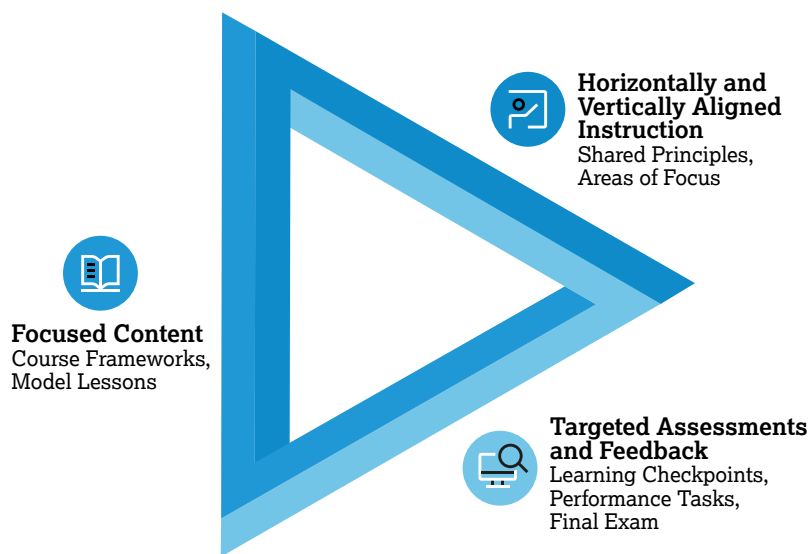 Horizontally and
Vertically Aligned
Instruction
Shared Principles,
Areas of Focus
Focused Content
Course Frameworks,
Model Lessons
Targeted Assessments
and Feedback
Learning Checkpoints,
Performance Tasks,
Final Exam